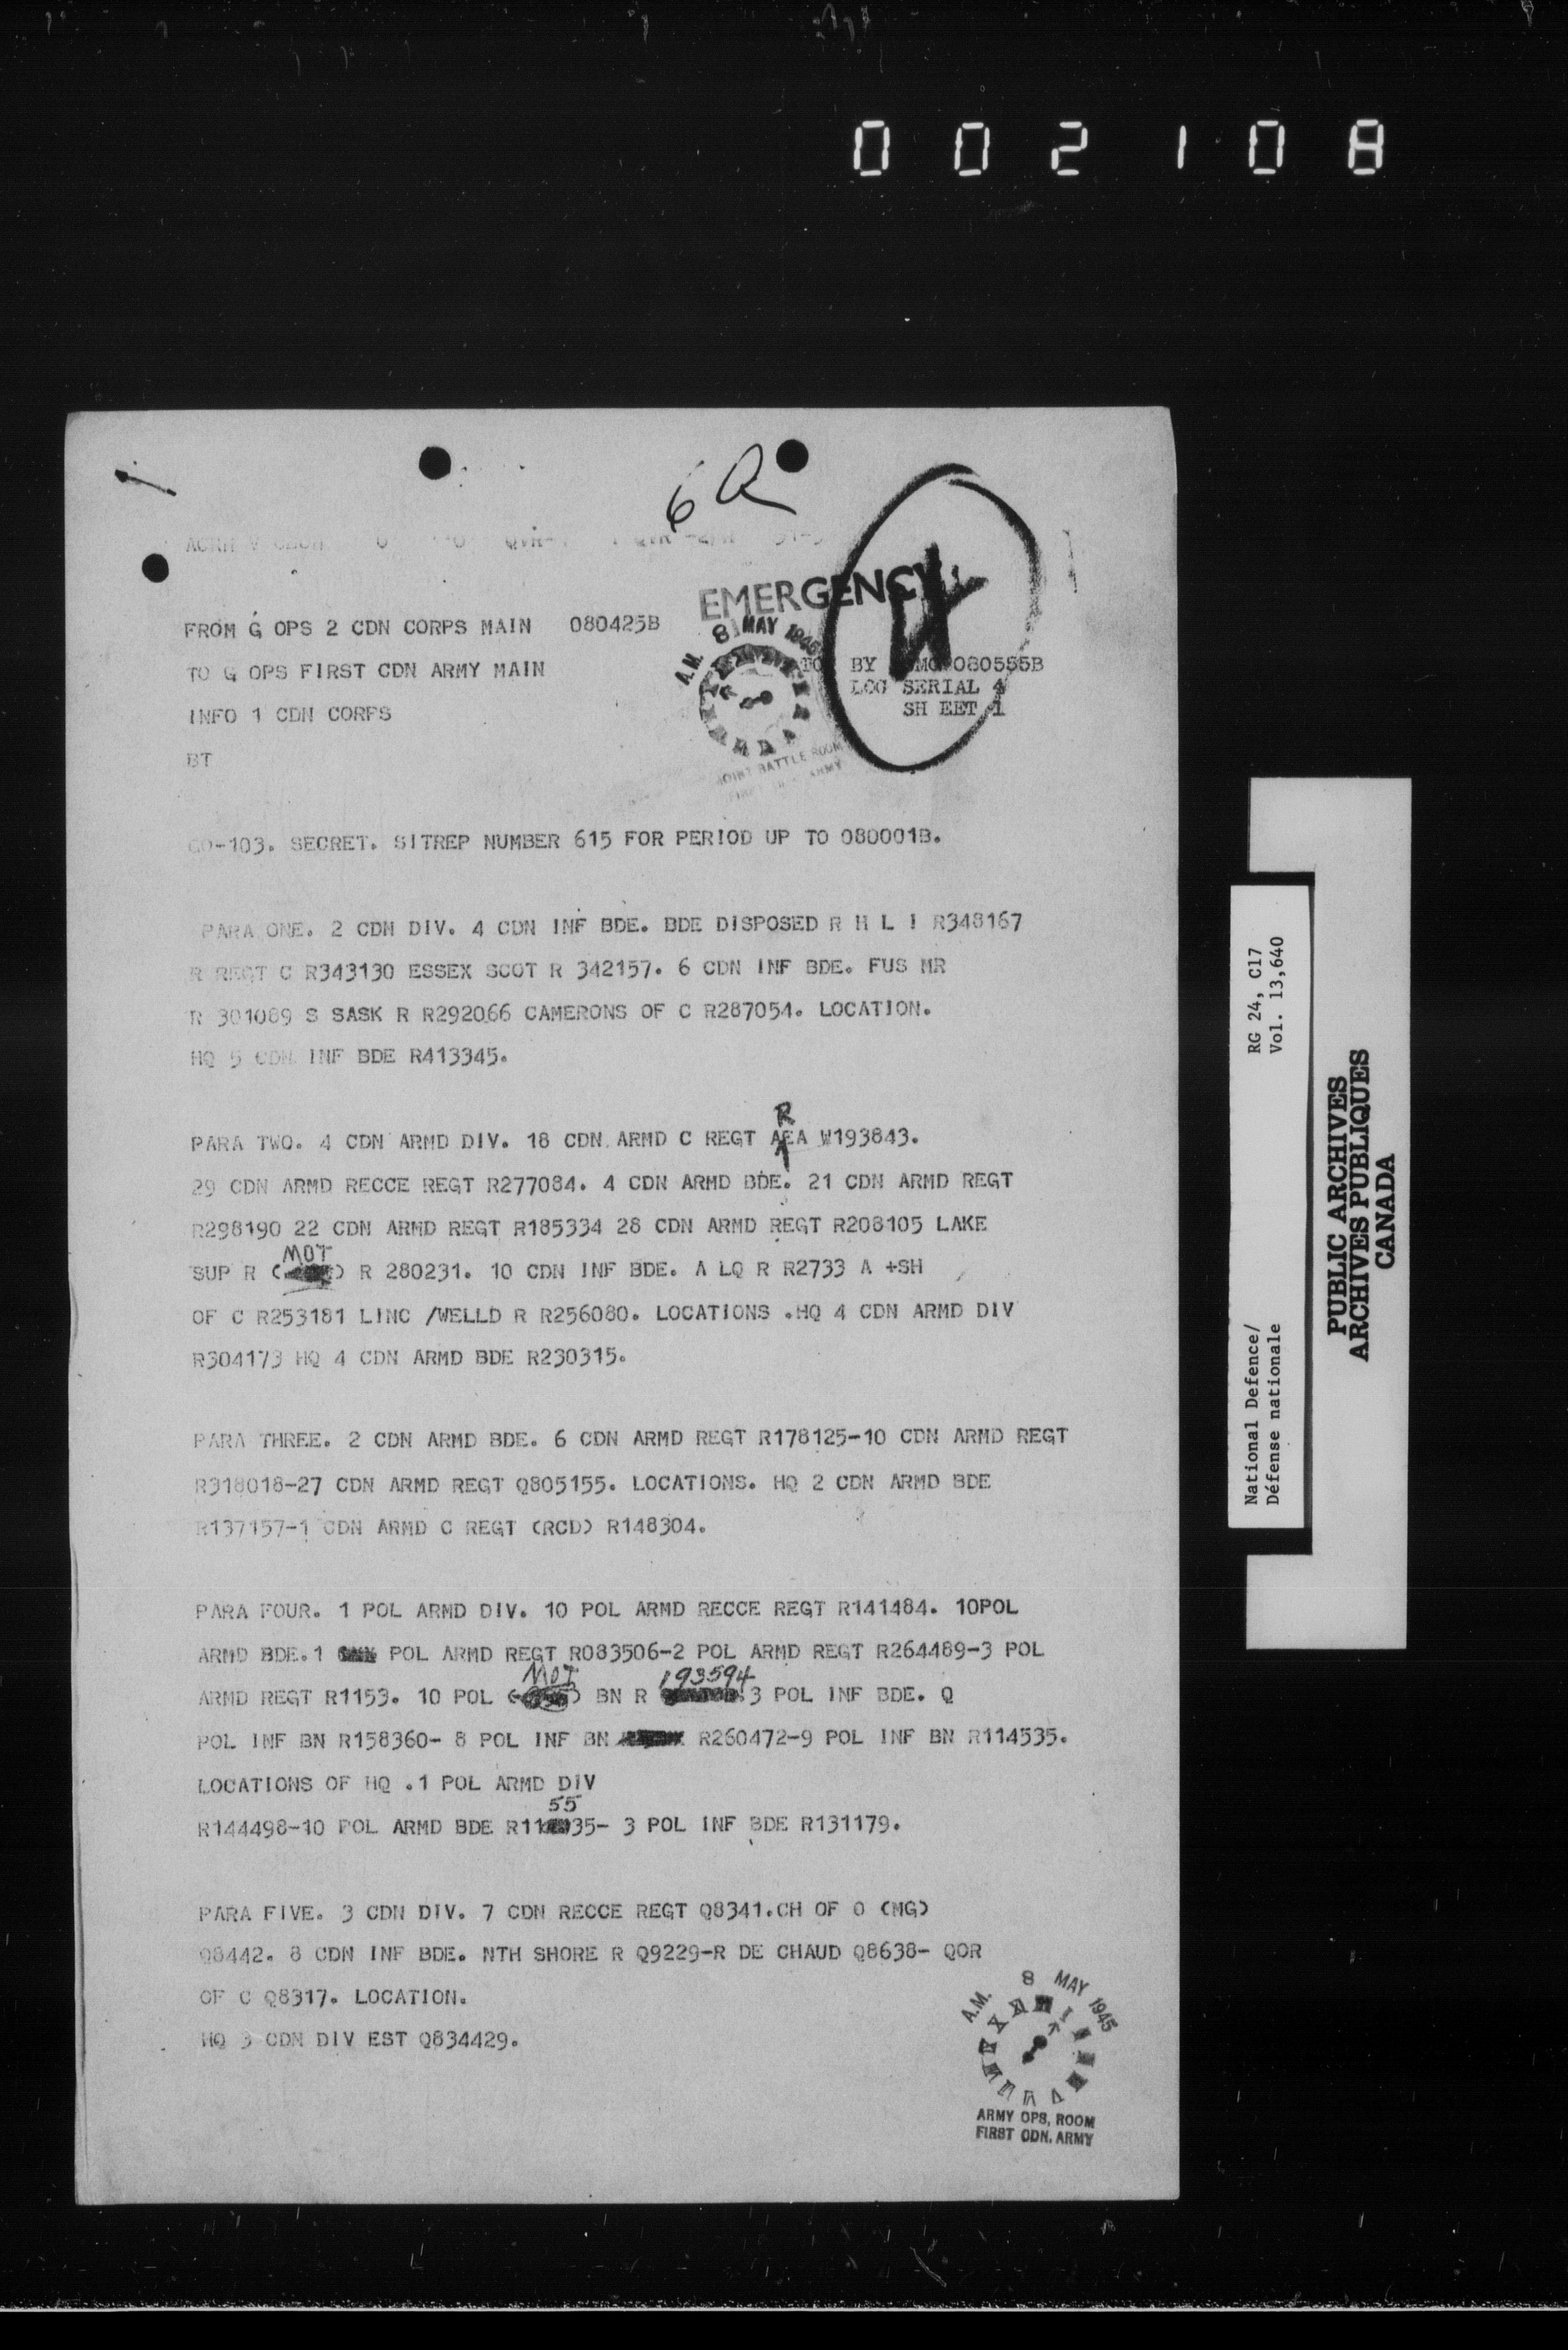 002108
6Q
EMERGENCY
FROM G OPS 2 CDN CORPS MAIN 080425B
8 MAY 1945
A.M.
TO G OPS FIRST CDN ARMY MAIN
BY 080555B
LOG SERIAL 4
SH EET 1
INFO 1 CDN CORPS
BT
JOINT BATTLE ROOM
ARMY
GO-103. SECRET. SITREP NUMBER 615 FOR PERIOD UP TO 080001B.
PARA ONE. 2 CDN DIV. 4 CDN INF BDE. BDE DISPOSED R H L I R348167
R REGT C R343130 ESSEX SCOT R 342157. 6 CDN INF BDE. FUS MR
R 301089 S SASK R R292066 CAMERONS OF C R287054. LOCATION.
HQ 5 CDN INF BDE R413345.
R
PARA TWO. 4 CDN ARMD DIV. 18 CDN ARMD C REGT AEA W193843.
29 CDN ARMD RECCE REGT R277084. 4 CDN ARMD BDE. 21 CDN ARMD REGT
R298190 22 CDN ARMD REGT R185334 28 CDN ARMD REGT R208105 LAKE
MOT
SUP R ( ) R 280231. 10 CDN INF BDE. A LQ R R2733 A +SH
OF C R253181 LINC /WELLD R R256080. LOCATIONS .HQ 4 CDN ARMD DIV
R304173 HQ 4 CDN ARMD BDE R230315.
PARA THREE. 2 CDN ARMD BDE. 6 CDN ARMD REGT R178125-10 CDN ARMD REGT
R318018-27 CDN ARMD REGT Q805155. LOCATIONS. HQ 2 CDN ARMD BDE
R137157-1 CDN ARMD C REGT (RCD) R148304.
PARA FOUR. 1 POL ARMD DIV. 10 POL ARMD RECCE REGT R141484. 10POL
ARMD BDE.1 POL ARMD REGT R083506-2 POL ARMD REGT R264489-3 POL
MOT 193594
ARMD REGT R1153. 10 POL ( ) BN R 3 POL INF BDE. Q
POL INF BN R158360- 8 POL INF BN R260472-9 POL INF BN R114535.
LOCATIONS OF HQ .1 POL ARMD DIV
55
R144498-10 POL ARMD BDE R11 35- 3 POL INF BDE R131179.
PARA FIVE. 3 CDN DIV. 7 CDN RECCE REGT Q8341.CH OF O (MG)
Q8442. 8 CDN INF BDE. NTH SHORE R Q9229-R DE CHAUD Q8638- QOR
OF C Q8317. LOCATION.
HQ 3 CDN DIV EST Q834429.
A.M. 8 MAY 1945
ARMY OPS, ROOM
FIRST CDN. ARMY
RG 24, C17
Vol. 13,640
National Defence/
Défense nationale
PUBLIC ARCHIVES
ARCHIVES PUBLIQUES
CANADA